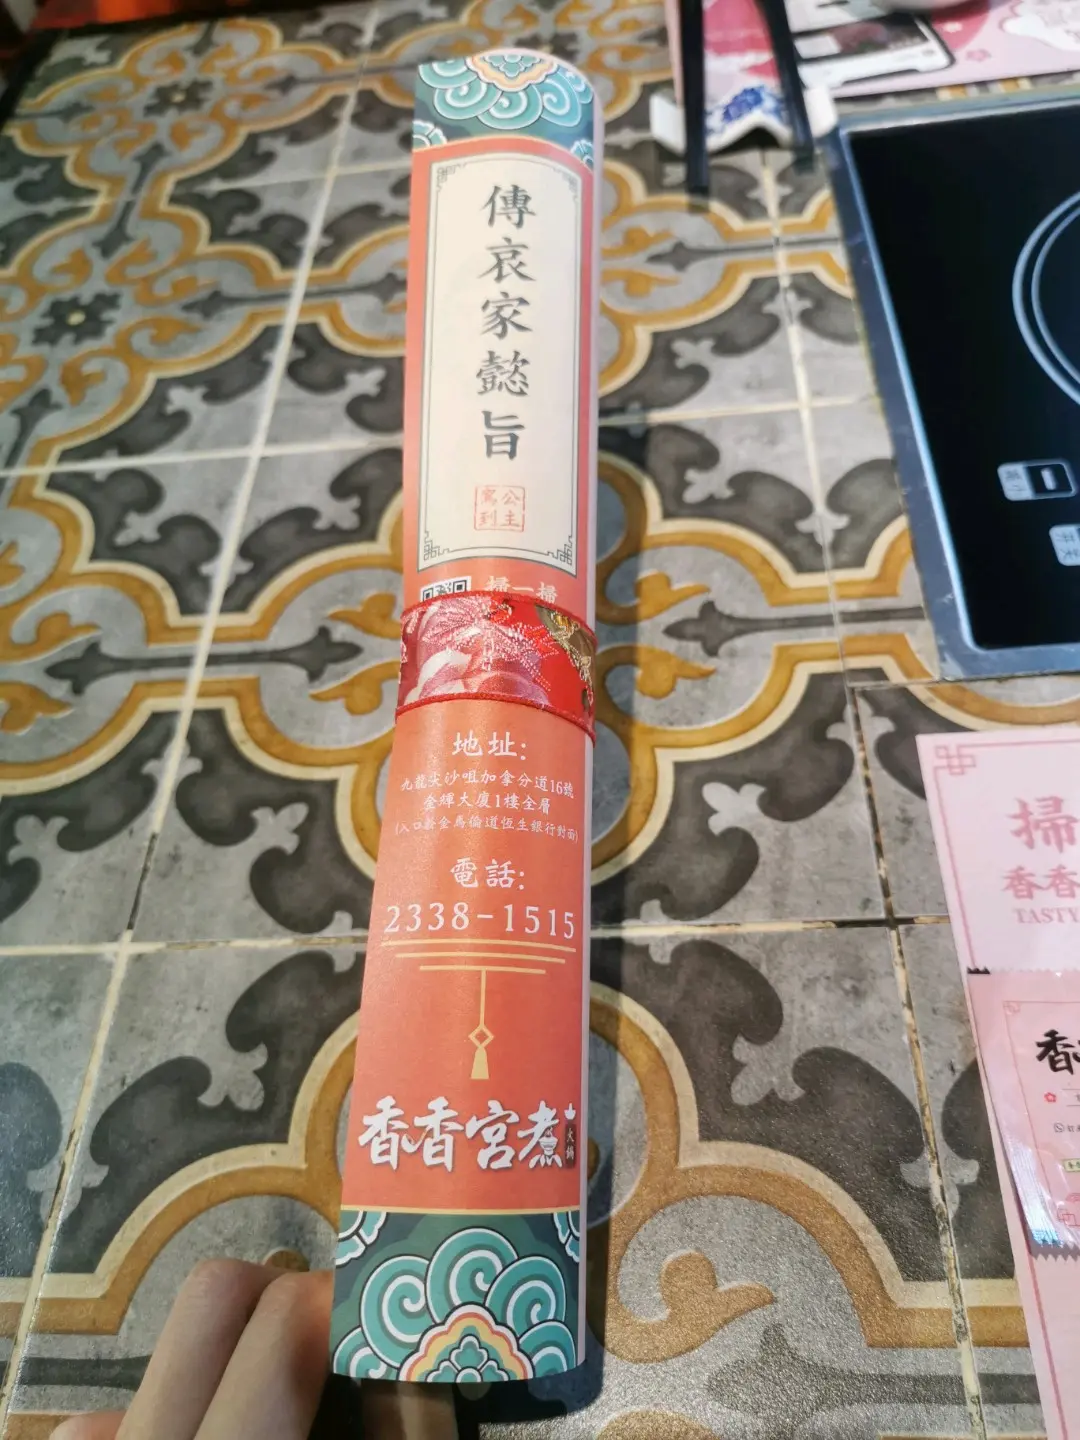 傳哀家懿旨
公主
駕到
掃一掃
地址:
九龍尖沙咀加拿分道16號
金輝大廈1樓全層
(入口於金馬倫道恆生銀行對面)
電話:
2338-1515
香香宮煮
火鍋
掃
香香
TASTY
香